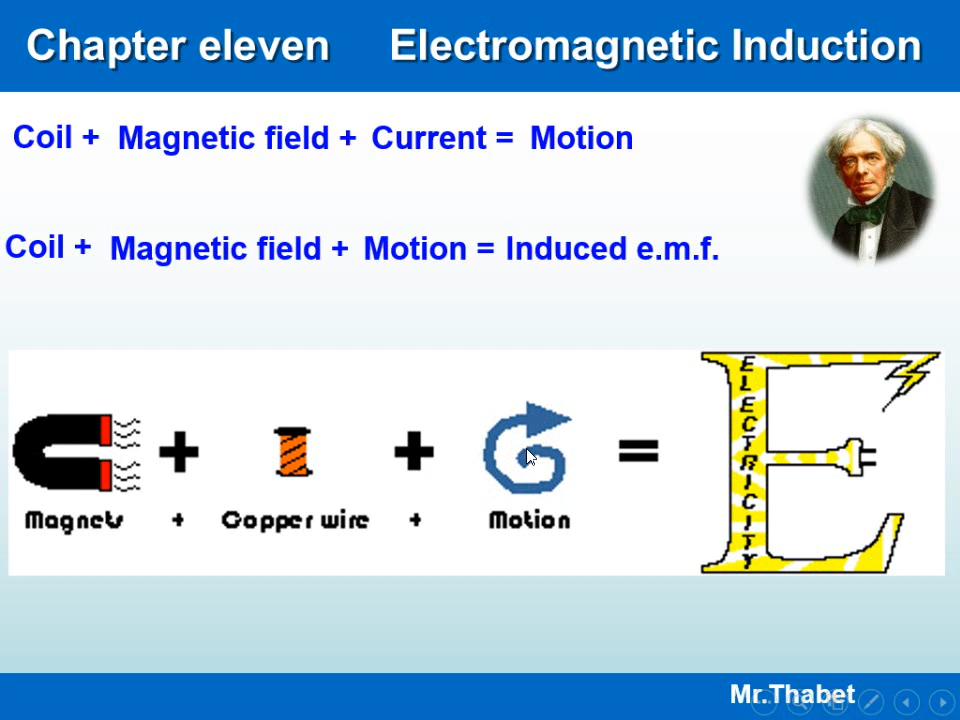 Chapter eleven Electromagnetic Induction
Coil + Magnetic field + Current = Motion
Coil + Magnetic field + Motion = Induced e.m.f.
+ + =
Magnets + Copper wire + Motion
ELECTRICITY
Mr.Thabet